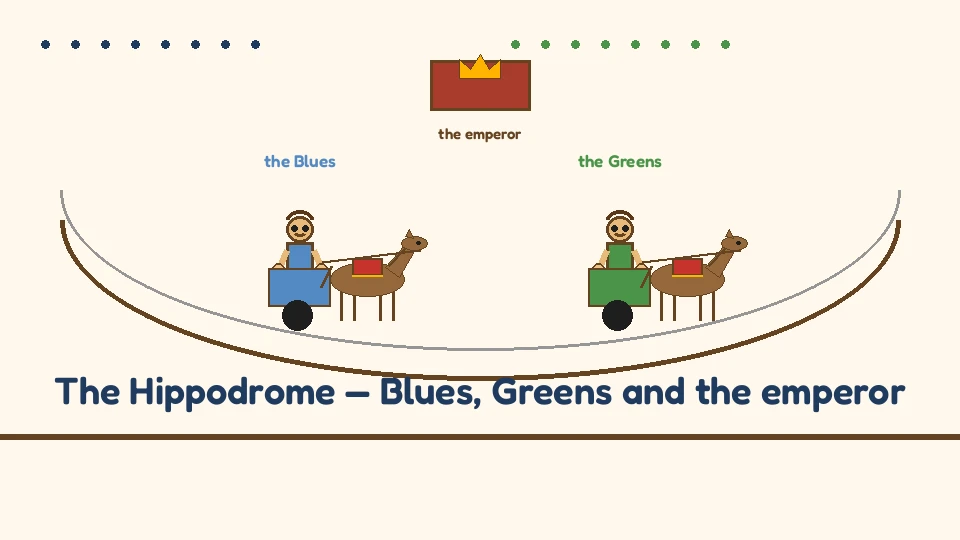 the emperor
the Blues
the Greens
The Hippodrome — Blues, Greens and the emperor